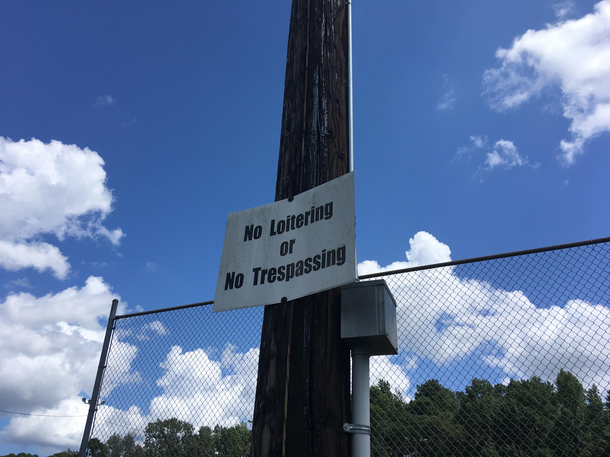 No Loitering
or
No Trespassing